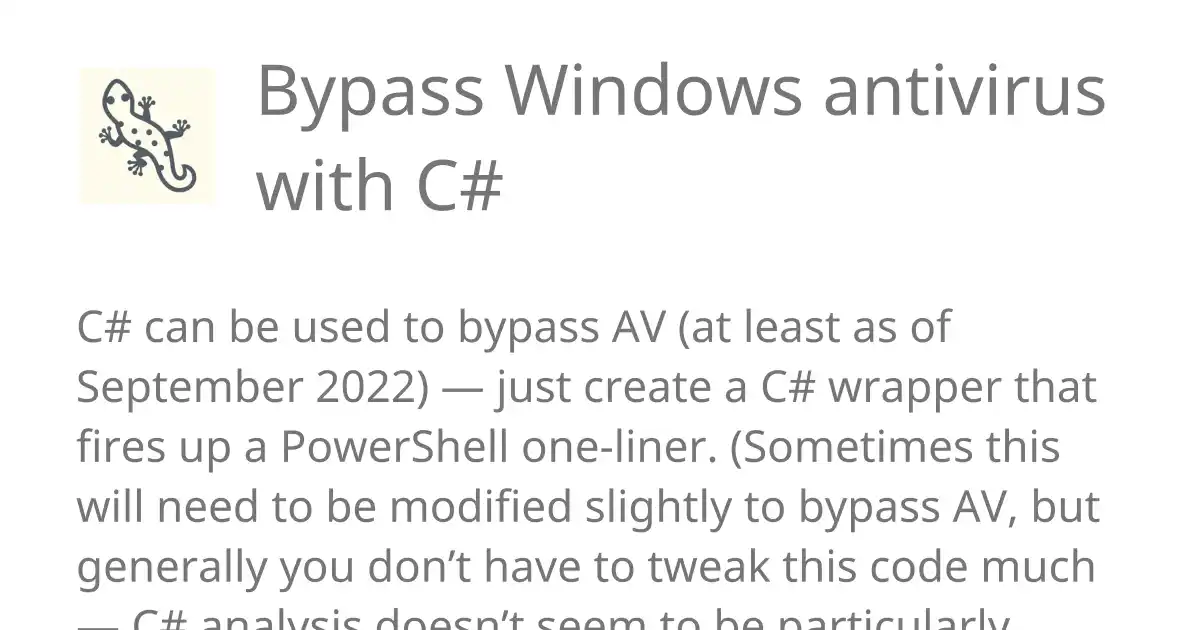 Bypass Windows antivirus
with C#
C# can be used to bypass AV (at least as of
September 2022) — just create a C# wrapper that
fires up a PowerShell one-liner. (Sometimes this
will need to be modified slightly to bypass AV, but
generally you don’t have to tweak this code much
— C# analysis doesn’t seem to be particularly